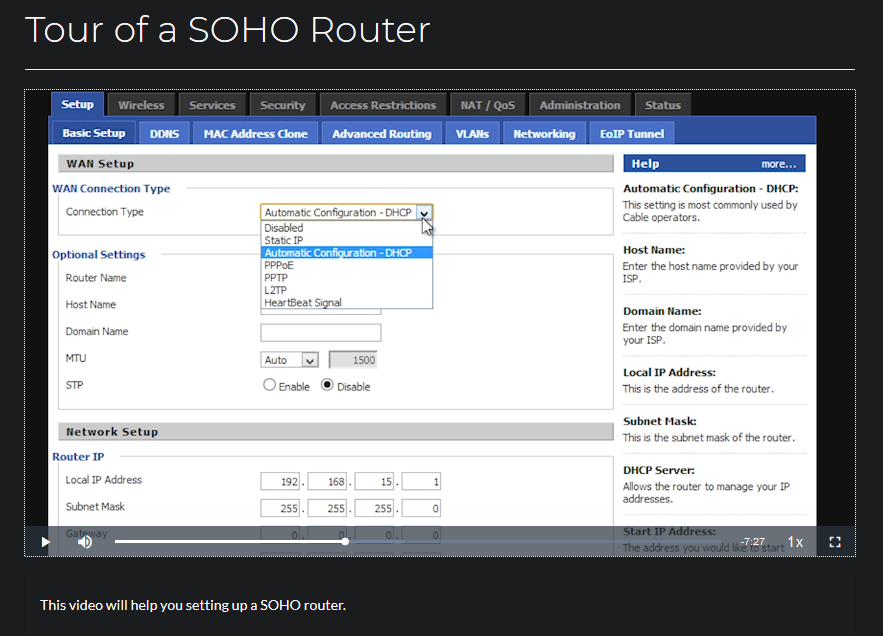 Tour of a SOHO Router
Setup Wireless Services Security Access Restrictions NAT / QoS Administration Status
Basic Setup DDNS MAC Address Clone Advanced Routing VLANs Networking EoIP Tunnel
WAN Setup
WAN Connection Type
Connection Type Automatic Configuration - DHCP
Disabled
Static IP
Automatic Configuration - DHCP
PPPoE
PPTP
L2TP
HeartBeat Signal
Optional Settings
Router Name
Host Name
Domain Name
MTU Auto 1500
STP Enable Disable
Network Setup
Router IP
Local IP Address 192. 168. 15. 1
Subnet Mask 255. 255. 255. 0
Gateway 0. 0. 0. 0
Help more...
Automatic Configuration - DHCP:
This setting is most commonly used by
Cable operators.
Host Name:
Enter the host name provided by your
ISP.
Domain Name:
Enter the domain name provided by
your ISP.
Local IP Address:
This is the address of the router.
Subnet Mask:
This is the subnet mask of the router.
DHCP Server:
Allows the router to manage your IP
addresses.
Start IP Address:
The address you would like to start
-7:27 1x
This video will help you setting up a SOHO router.